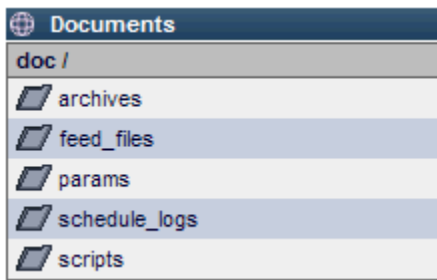 Documents
doc /
archives
feed_files
params
schedule_logs
scripts